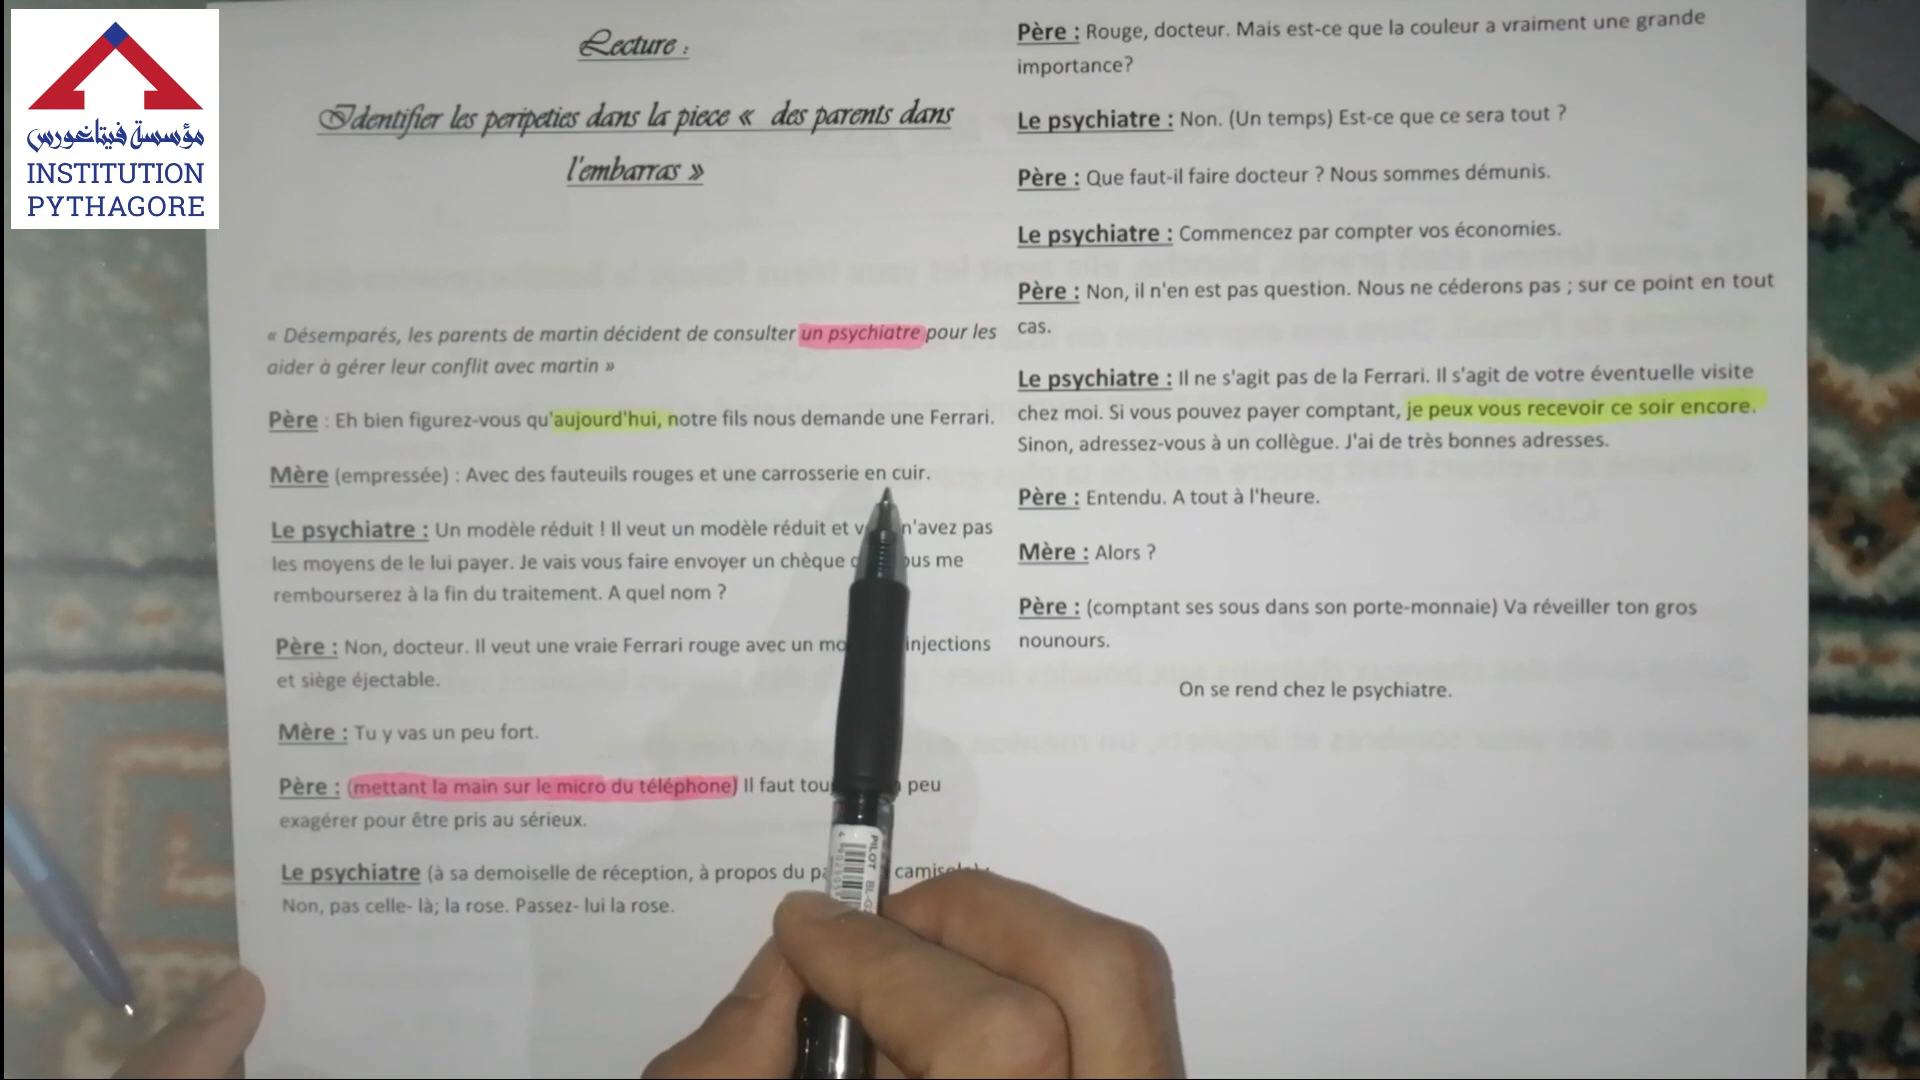 مؤسسة فيتاغورس
INSTITUTION
PYTHAGORE
Lecture :
Identifier les peripeties dans la piece « des parents dans
l'embarras »
« Désemparés, les parents de martin décident de consulter un psychiatre pour les
aider à gérer leur conflit avec martin »
Père : Eh bien figurez-vous qu'aujourd'hui, notre fils nous demande une Ferrari.
Mère (empressée) : Avec des fauteuils rouges et une carrosserie en cuir.
Le psychiatre : Un modèle réduit ! Il veut un modèle réduit et n'avez pas
les moyens de le lui payer. Je vais vous faire envoyer un chèque me
rembourserez à la fin du traitement. A quel nom ?
Père : Non, docteur. Il veut une vraie Ferrari rouge avec un injections
et siège éjectable.
Mère : Tu y vas un peu fort.
Père : (mettant la main sur le micro du téléphone) Il faut peu
exagérer pour être pris au sérieux.
Le psychiatre (à sa demoiselle de réception, à propos du
Non, pas celle- là; la rose. Passez- lui la rose.
Père : Rouge, docteur. Mais est-ce que la couleur a vraiment une grande
importance?
Le psychiatre : Non. (Un temps) Est-ce que ce sera tout ?
Père : Que faut-il faire docteur ? Nous sommes démunis.
Le psychiatre : Commencez par compter vos économies.
Père : Non, il n'en est pas question. Nous ne céderons pas ; sur ce point en tout
cas.
Le psychiatre : Il ne s'agit pas de la Ferrari. Il s'agit de votre éventuelle visite
chez moi. Si vous pouvez payer comptant, je peux vous recevoir ce soir encore.
Sinon, adressez-vous à un collègue. J'ai de très bonnes adresses.
Père : Entendu. A tout à l'heure.
Mère : Alors ?
Père : (comptant ses sous dans son porte-monnaie) Va réveiller ton gros
nounours.
On se rend chez le psychiatre.
PILOT